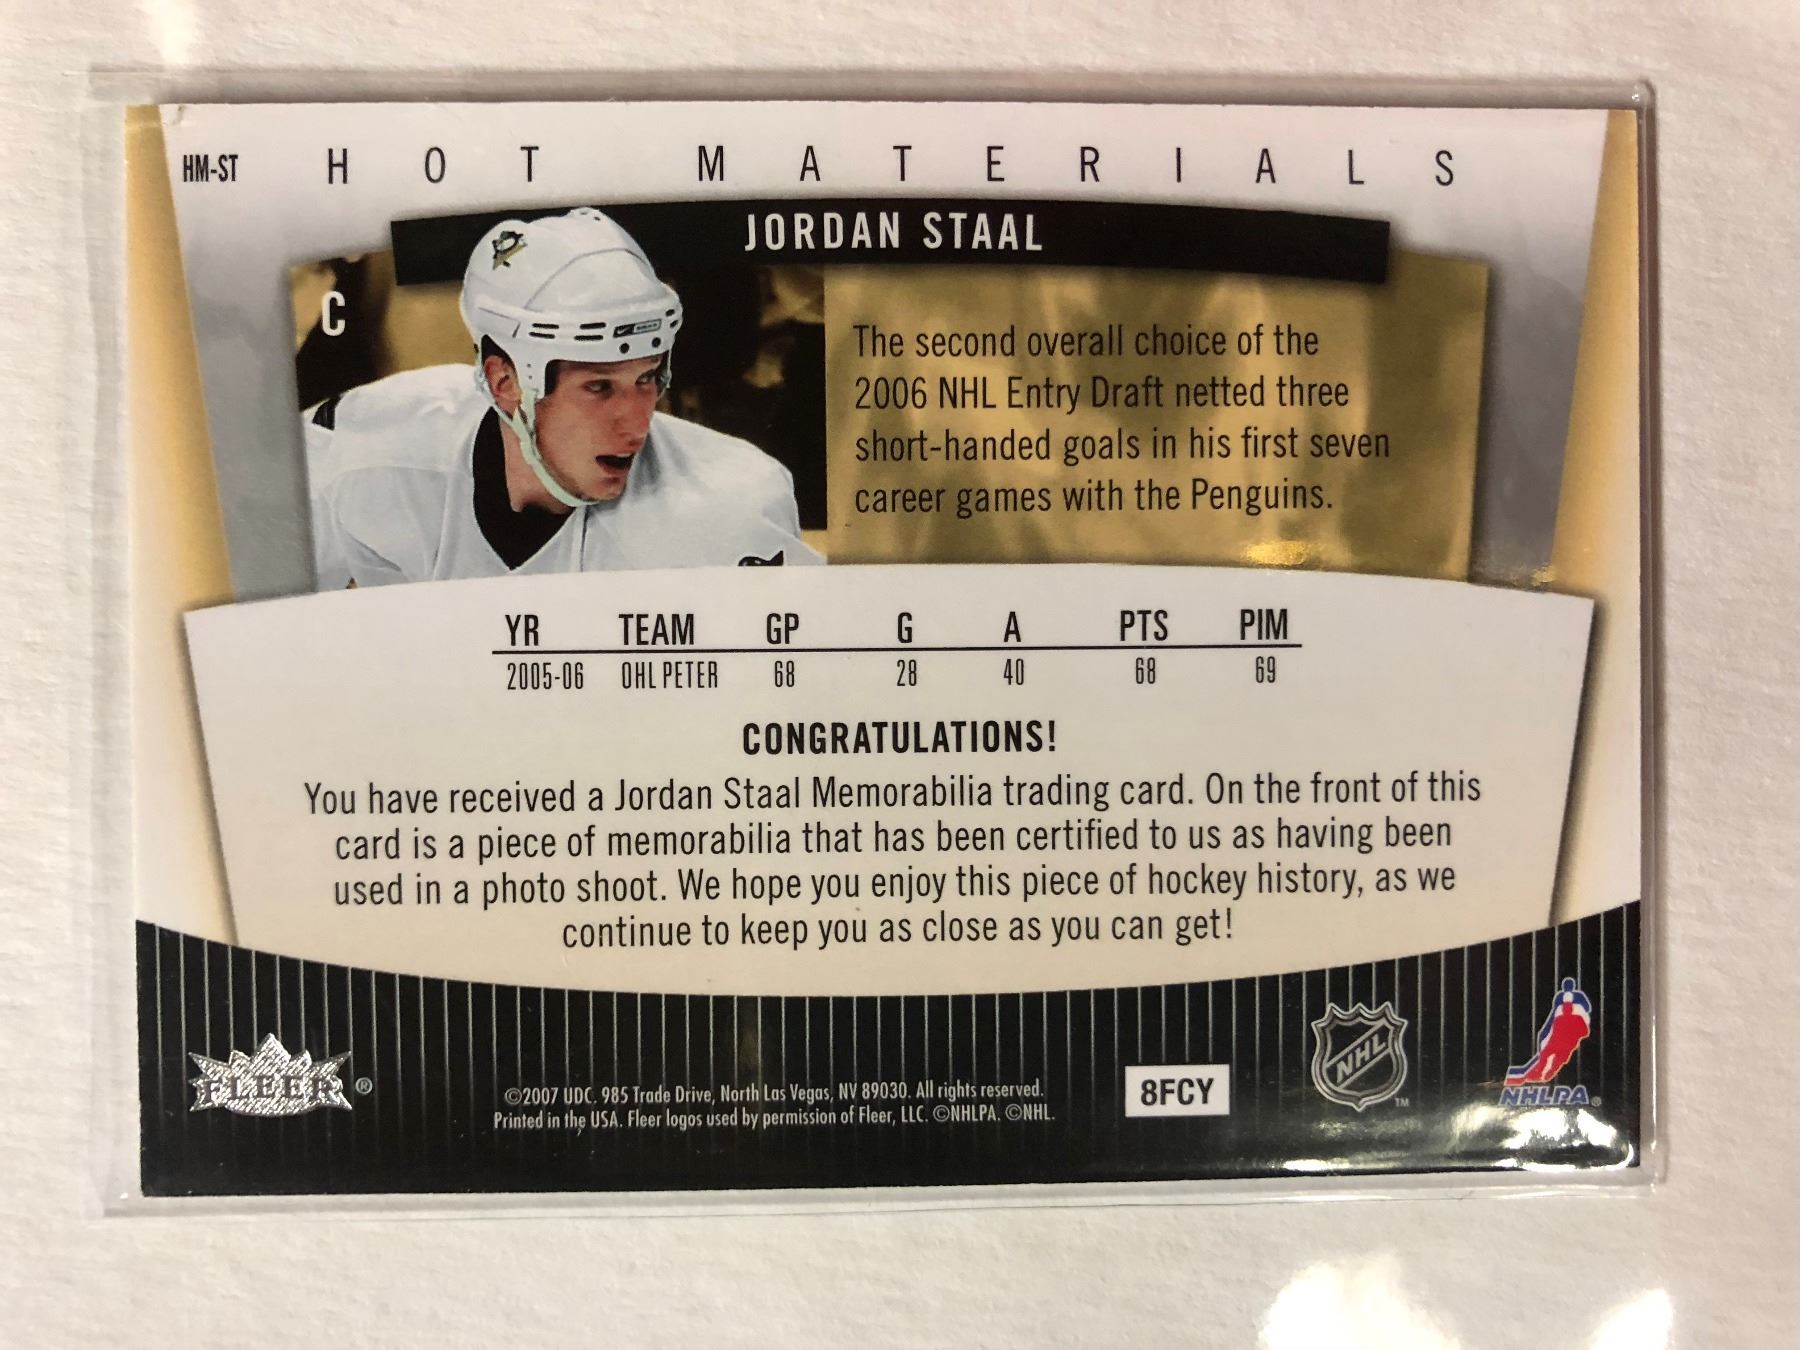 HM-ST HOT MATERIALS
JORDAN STAAL
C
The second overall choice of the
2006 NHL Entry Draft netted three
short-handed goals in his first seven
career games with the Penguins.
YR TEAM GP G A PTS PIM
2005-06 OHL PETER 68 28 40 68 69
CONGRATULATIONS!
You have received a Jordan Staal Memorabilia trading card. On the front of this
card is a piece of memorabilia that has been certified to us as having been
used in a photo shoot. We hope you enjoy this piece of hockey history, as we
continue to keep you as close as you can get!
FLEER®
©2007 UDC. 985 Trade Drive, North Las Vegas, NV 89030. All rights reserved.
Printed in the USA. Fleer logos used by permission of Fleer, LLC. ©NHLPA. ©NHL.
8FCY
NHL™
NHLPA®